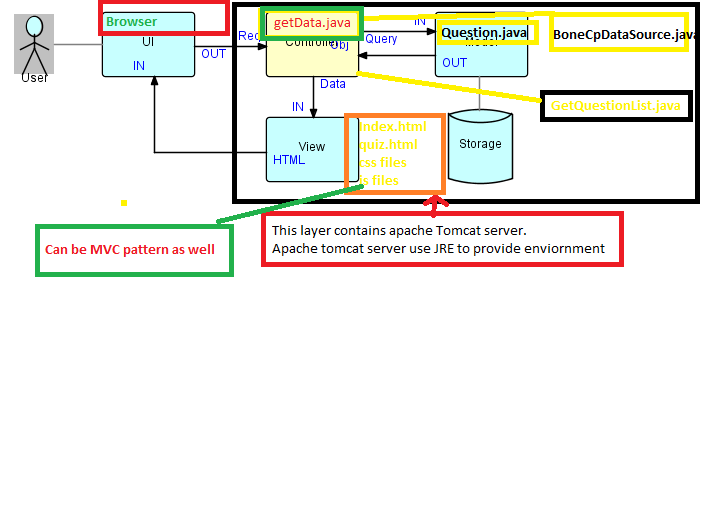 Browser
UI
IN
OUT
User
Req
getData.java
Controller
Obj
Query
IN
Question.java
Model
OUT
BoneCpDataSource.java
GetQuestionList.java
Data
IN
View
HTML
Index.html
quiz.html
css files
js files
Storage
Can be MVC pattern as well
This layer contains apache Tomcat server.
Apache tomcat server use JRE to provide enviornment